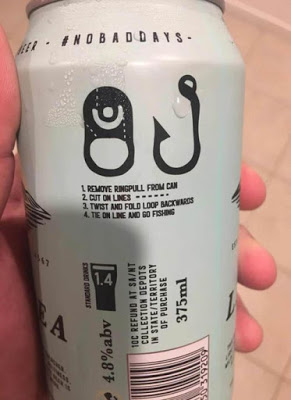 BEER - #NOBADDAYS-
1. REMOVE RINGPULL FROM CAN
2. CUT ON LINES -------
3. TWIST AND FOLD LOOP BACKWARDS
4. TIE ON LINE AND GO FISHING
STANDARD DRINKS
1.4
4.8%abv
10C REFUND AT SA/NT
COLLECTION DEPOTS
IN STATE/TERRITORY
OF PURCHASE
375ml